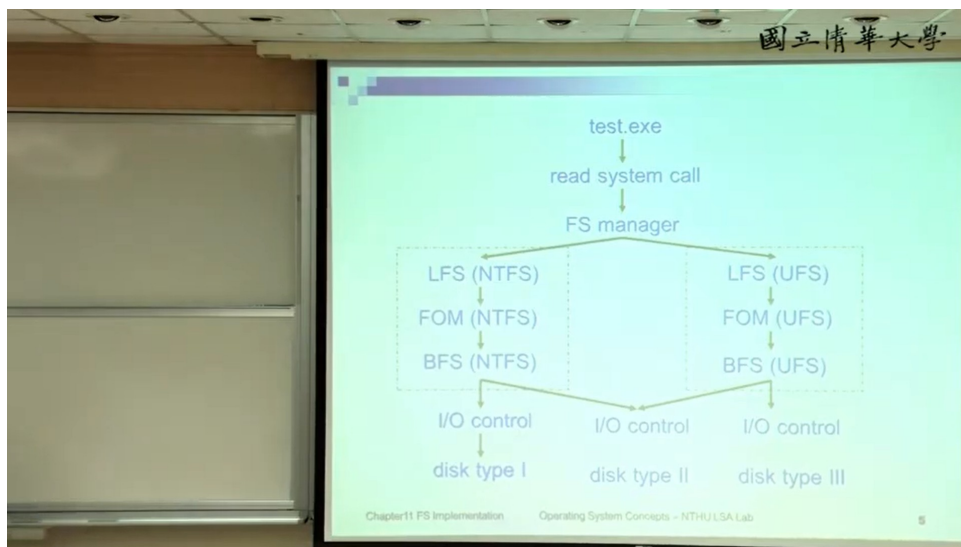 國立清華大學
test.exe
read system call
FS manager
LFS (NTFS)
LFS (UFS)
FOM (NTFS)
FOM (UFS)
BFS (NTFS)
BFS (UFS)
I/O control
I/O control
I/O control
disk type I
disk type II
disk type III
Chapter11 FS Implementation
Operating System Concepts – NTHU LSA Lab
5